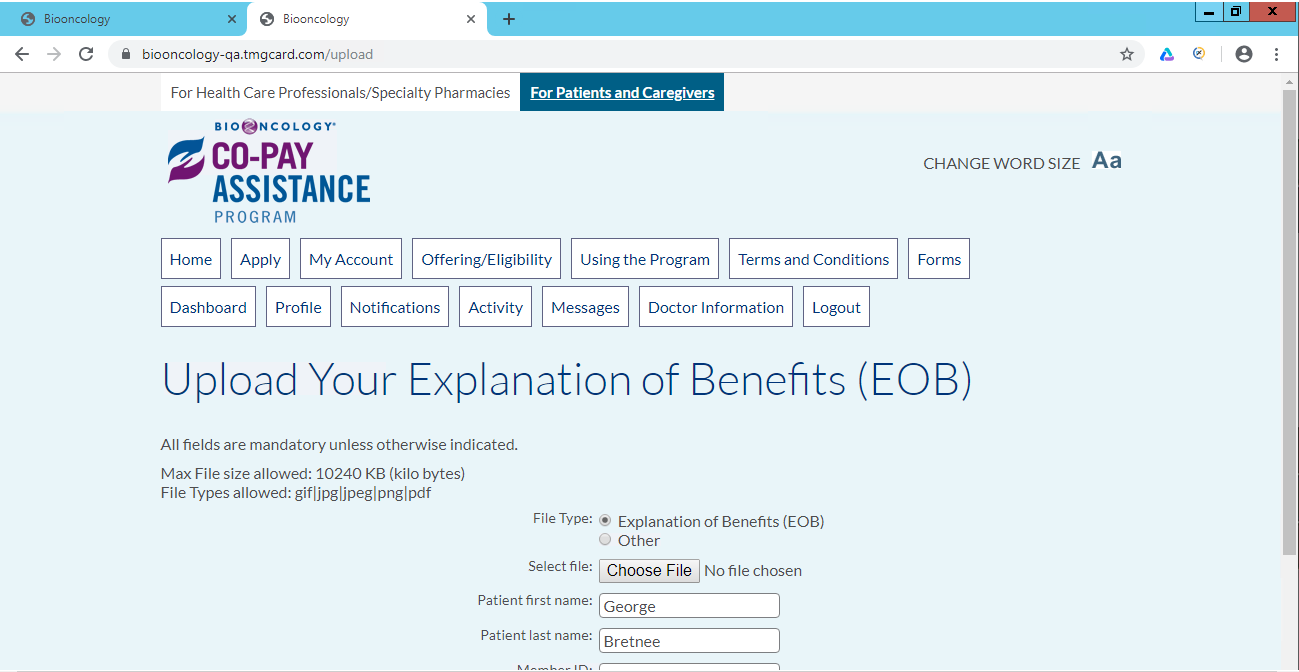 Biooncology
Biooncology
biooncology-qa.tmgcard.com/upload
For Health Care Professionals/Specialty Pharmacies
For Patients and Caregivers
BIOONCOLOGY®
CO-PAY
ASSISTANCE
PROGRAM
CHANGE WORD SIZE Aa
Home Apply My Account Offering/Eligibility Using the Program Terms and Conditions Forms
Dashboard Profile Notifications Activity Messages Doctor Information Logout
Upload Your Explanation of Benefits (EOB)
All fields are mandatory unless otherwise indicated.
Max File size allowed: 10240 KB (kilo bytes)
File Types allowed: gif|jpg|jpeg|png|pdf
File Type: Explanation of Benefits (EOB)
Other
Select file: Choose File No file chosen
Patient first name: George
Patient last name: Bretnee
Member ID: